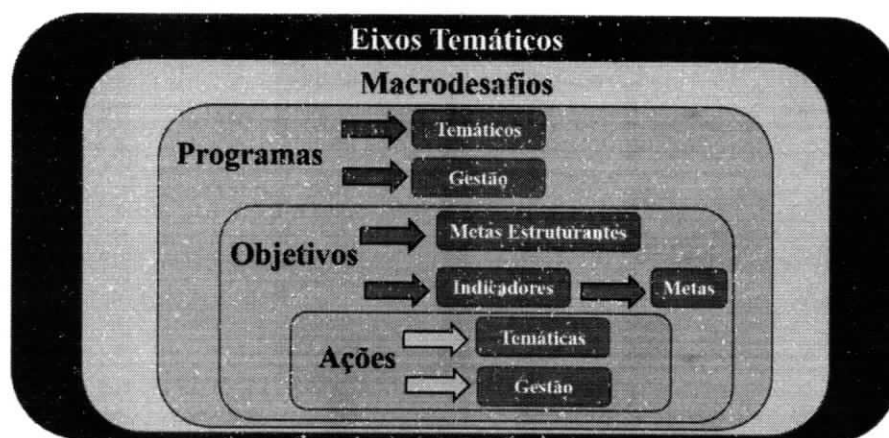 Eixos Temáticos
Macrodesafios
Programas
Temáticos
Gestão
Objetivos
Metas Estruturantes
Indicadores
Metas
Ações
Temáticas
Gestão